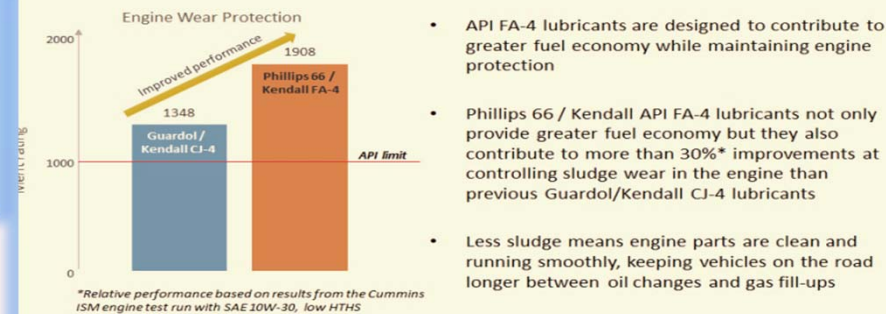 Engine Wear Protection
2000
Improved performance
1908
Phillips 66 /
Kendall FA-4
1348
Guardol /
Kendall CJ-4
API limit
1000
0
*Relative performance based on results from the Cummins
ISM engine test run with SAE 10W-30, low HTHS
• API FA-4 lubricants are designed to contribute to
greater fuel economy while maintaining engine
protection
• Phillips 66 / Kendall API FA-4 lubricants not only
provide greater fuel economy but they also
contribute to more than 30%* improvements at
controlling sludge wear in the engine than
previous Guardol/Kendall CJ-4 lubricants
• Less sludge means engine parts are clean and
running smoothly, keeping vehicles on the road
longer between oil changes and gas fill-ups